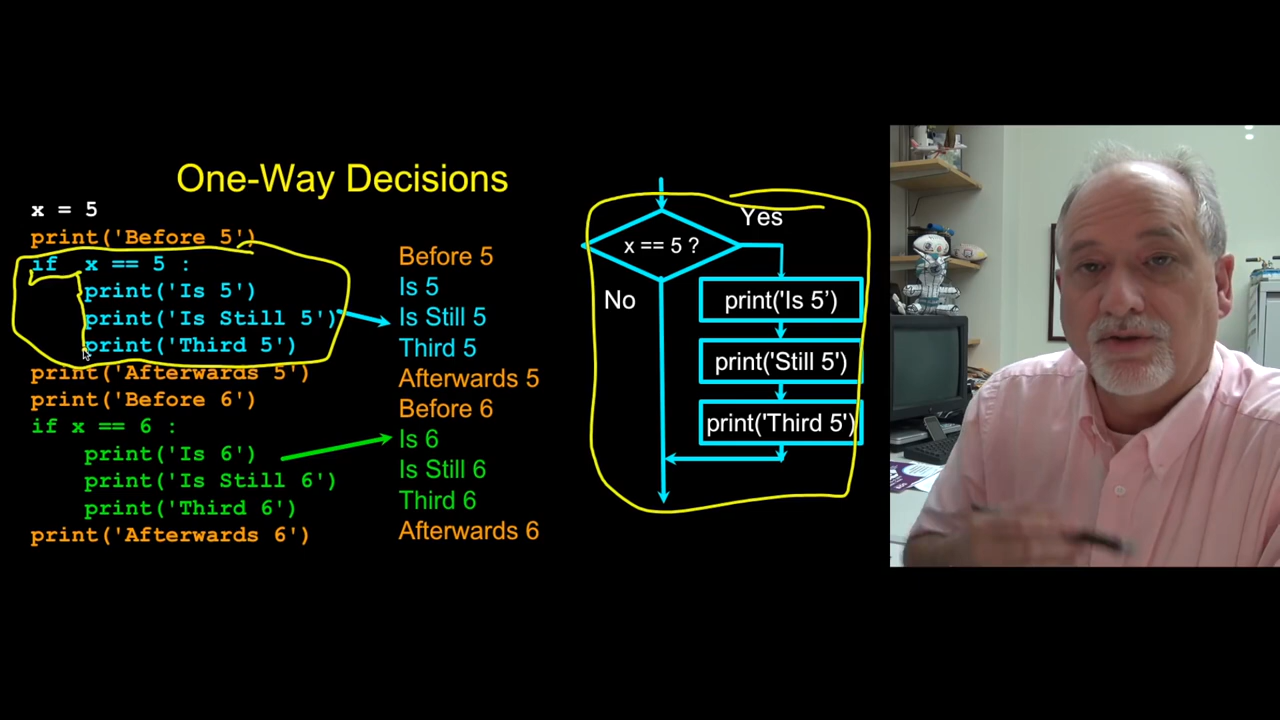 One-Way Decisions
x = 5
print('Before 5')
if x == 5 :
print('Is 5')
print('Is Still 5')
print('Third 5')
print('Afterwards 5')
print('Before 6')
if x == 6 :
print('Is 6')
print('Is Still 6')
print('Third 6')
print('Afterwards 6')
Before 5
Is 5
Is Still 5
Third 5
Afterwards 5
Before 6
Is 6
Is Still 6
Third 6
Afterwards 6
Yes
x == 5 ?
No
print('Is 5’)
print('Still 5')
print('Third 5')